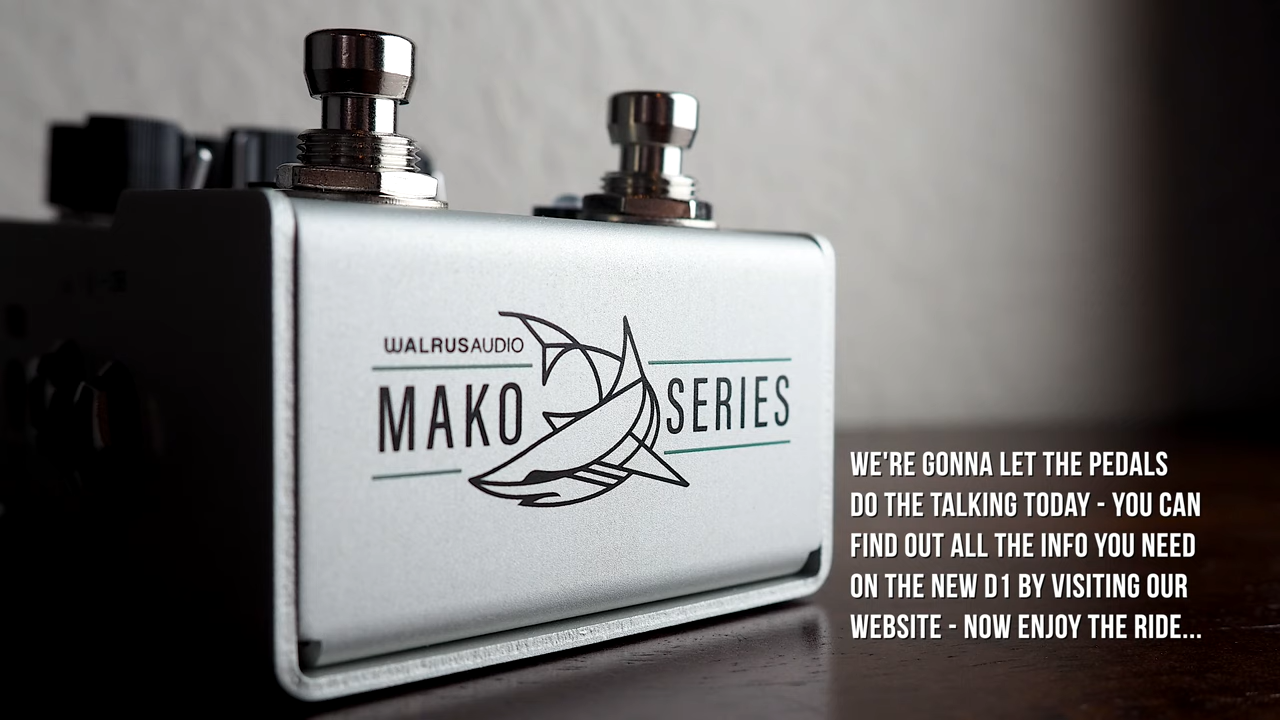 WALRUSAUDIO
MAKO SERIES
WE'RE GONNA LET THE PEDALS
DO THE TALKING TODAY - YOU CAN
FIND OUT ALL THE INFO YOU NEED
ON THE NEW D1 BY VISITING OUR
WEBSITE - NOW ENJOY THE RIDE...